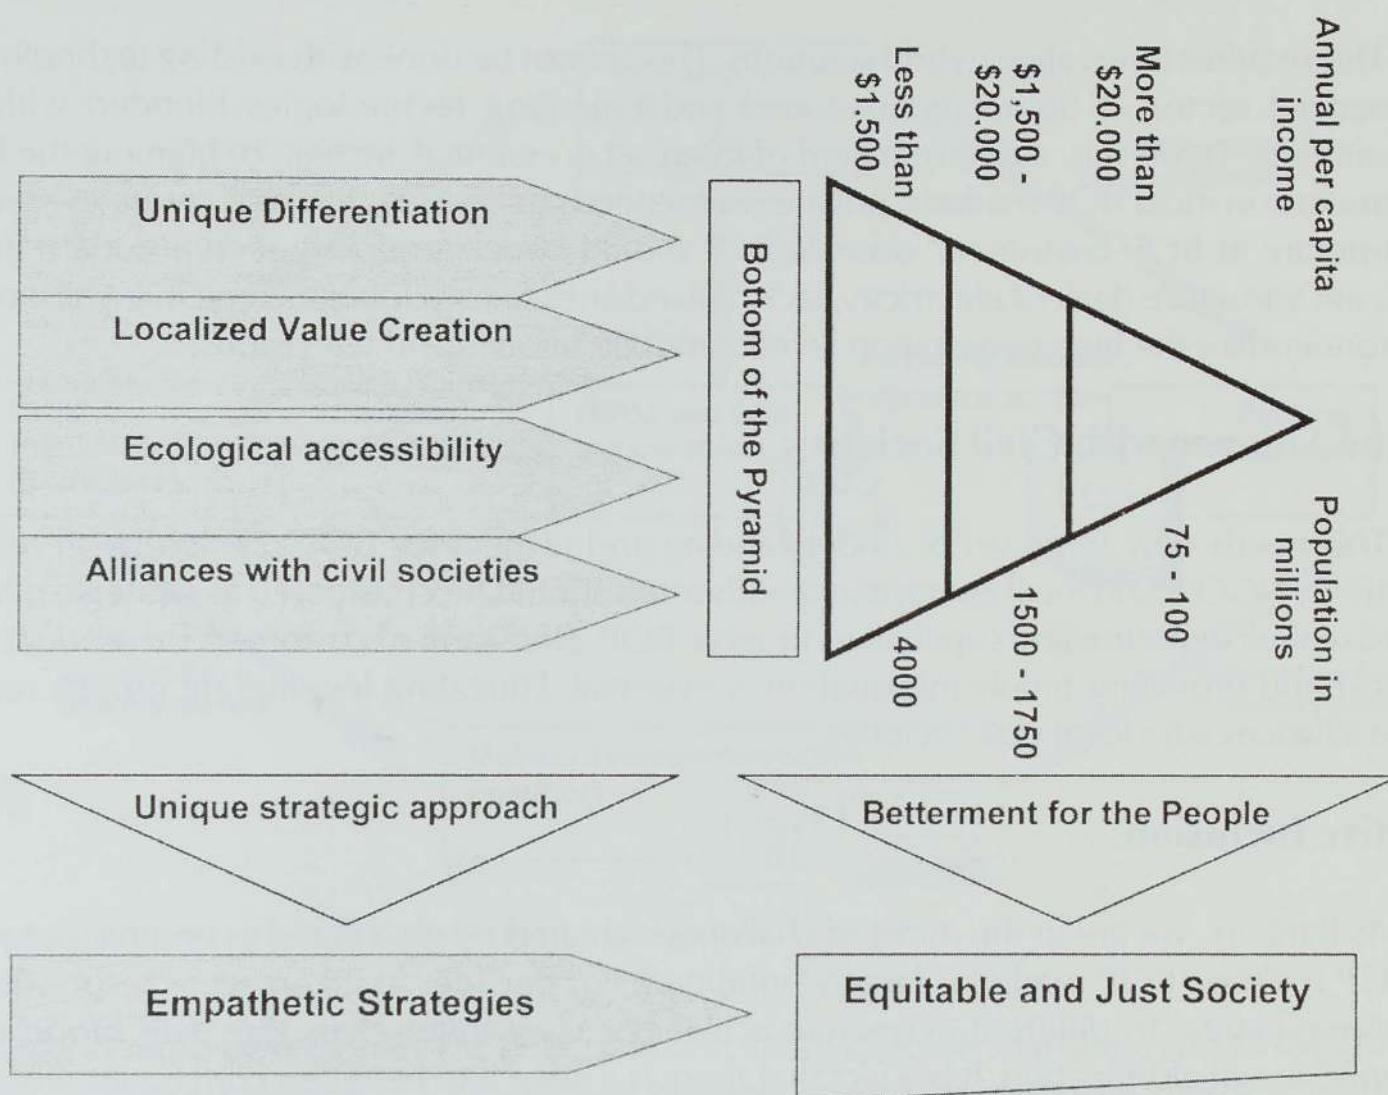 Annual per capita
income
More than
$20.000
$1,500 -
$20.000
Less than
$1.500
Population in
millions
75 - 100
1500 - 1750
4000
Bottom of the Pyramid
Unique Differentiation
Localized Value Creation
Ecological accessibility
Alliances with civil societies
Unique strategic approach
Betterment for the People
Empathetic Strategies
Equitable and Just Society